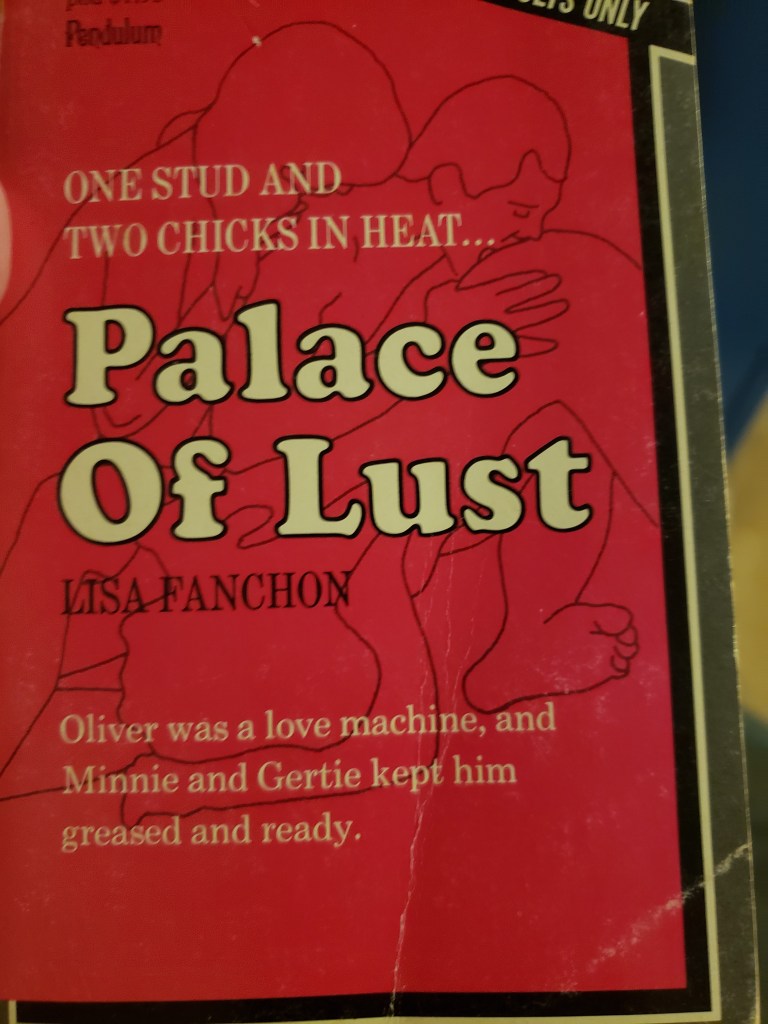 Pendulum
ONLY
ONE STUD AND
TWO CHICKS IN HEAT...
Palace
Of Lust
LISA FANCHON
Oliver was a love machine, and
Minnie and Gertie kept him
greased and ready.